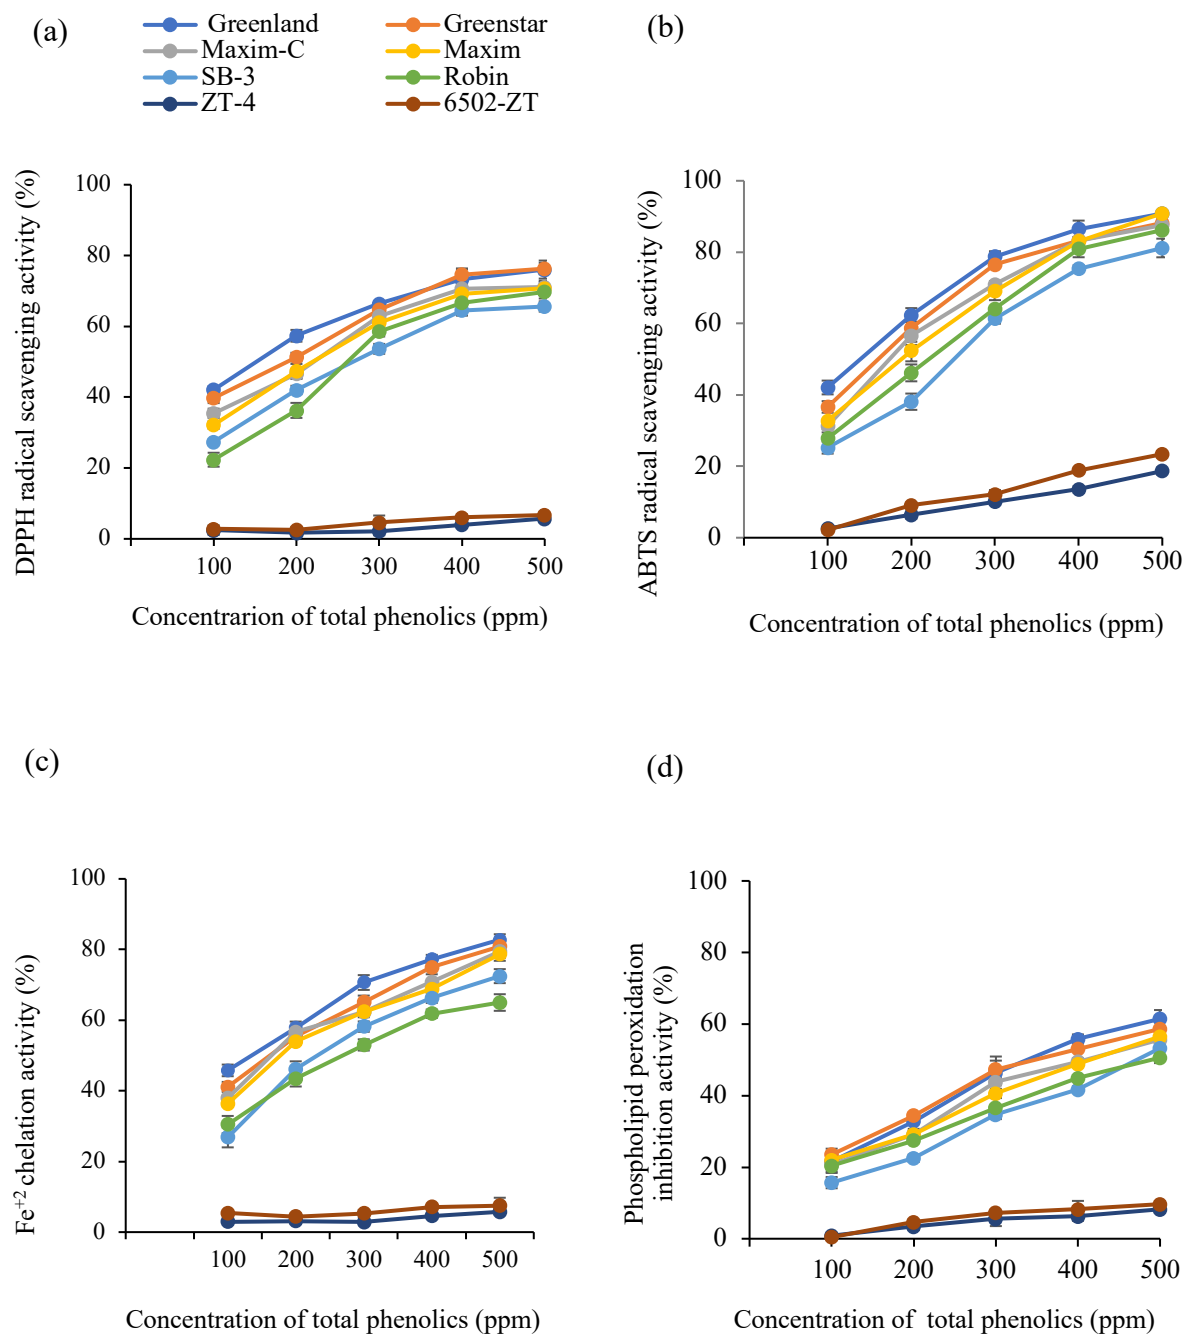 (a)
Greenland Greenstar
Maxim-C Maxim
SB-3 Robin
ZT-4 6502-ZT
DPPH radical scavenging activity (%)
100
80
60
40
20
0
100 200 300 400 500
Concentrarion of total phenolics (ppm)
(b)
ABTS radical scavenging activity (%)
100
80
60
40
20
0
100 200 300 400 500
Concentration of total phenolics (ppm)
(c)
Fe⁺² chelation activity (%)
100
80
60
40
20
0
100 200 300 400 500
Concentration of total phenolics (ppm)
(d)
Phospholipid peroxidation
inhibition activity (%)
100
80
60
40
20
0
100 200 300 400 500
Concentration of total phenolics (ppm)